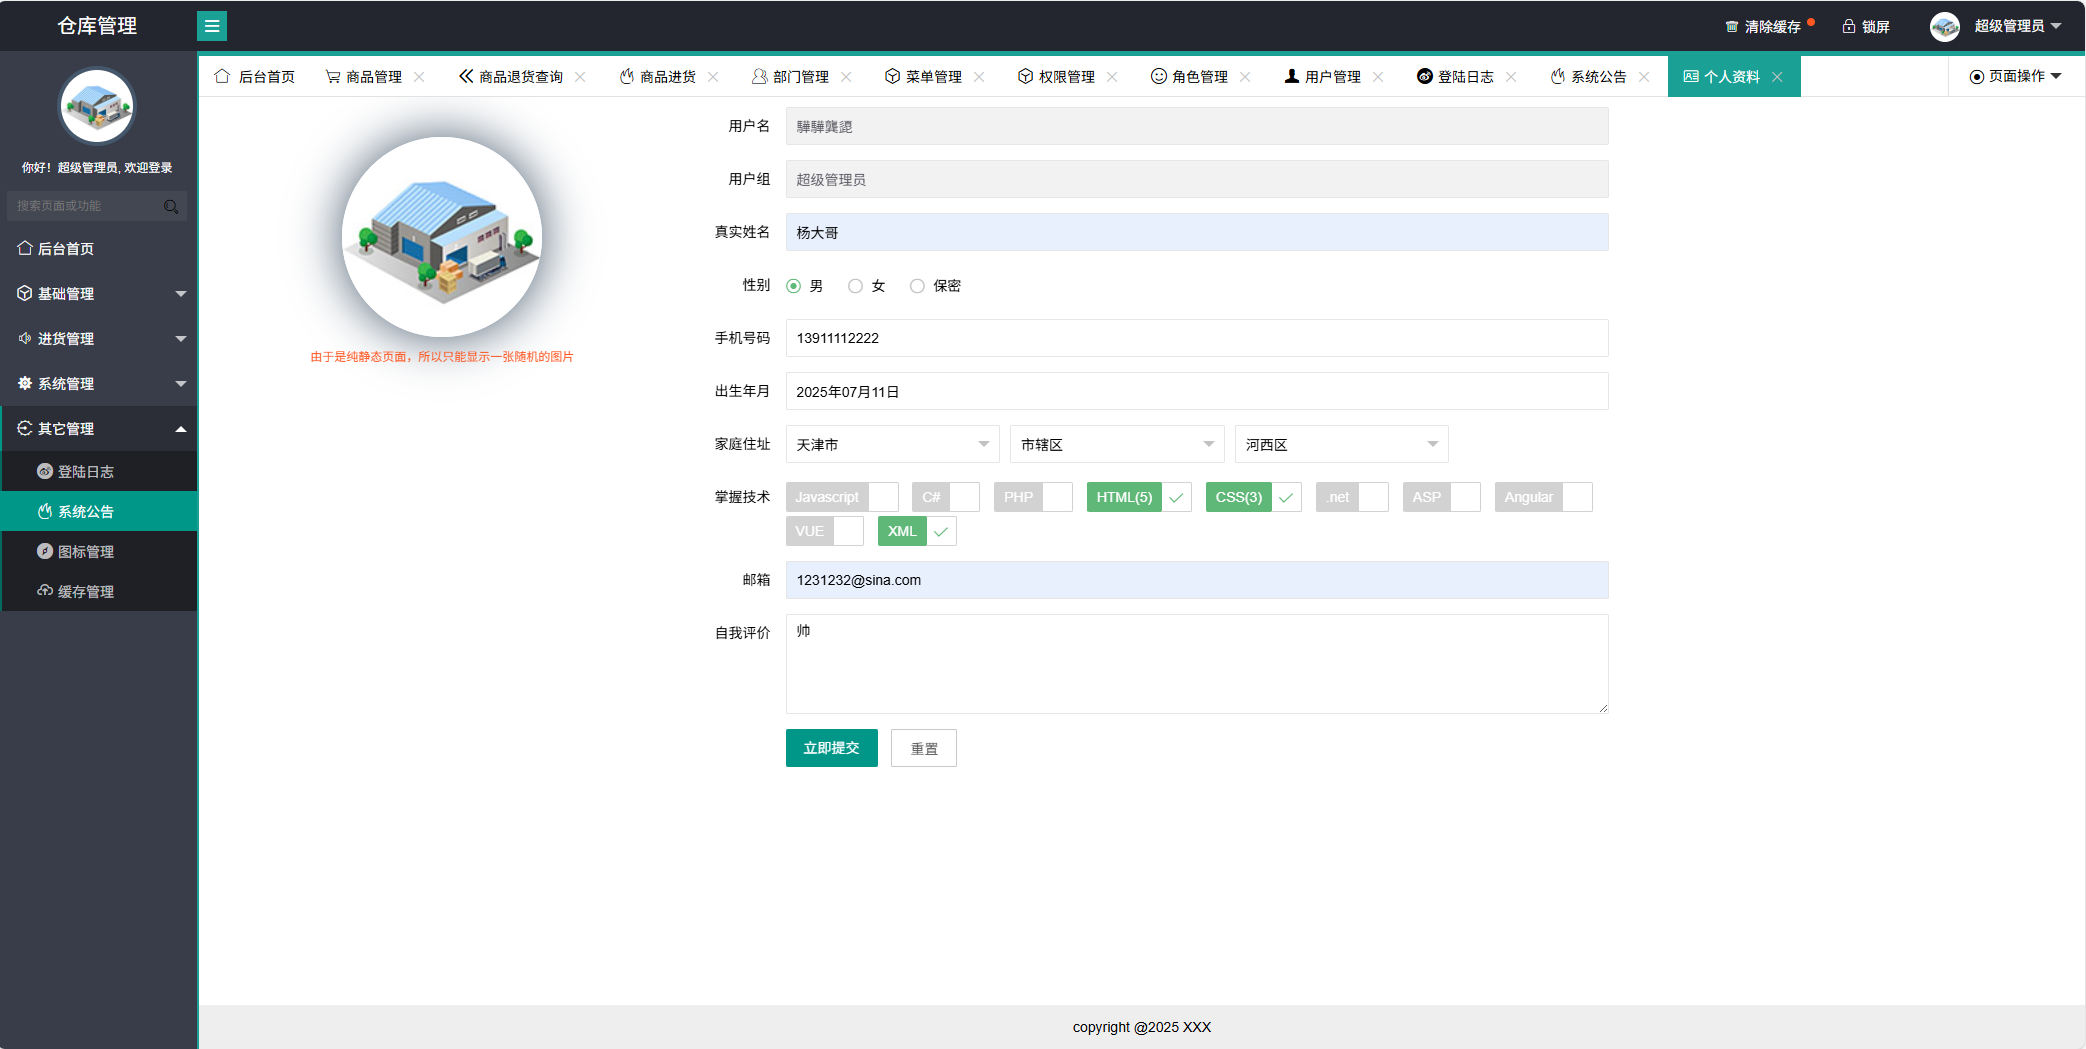 仓库管理
清除缓存
锁屏
超级管理员
后台首页 商品管理 商品退货查询 商品进货 部门管理 菜单管理 权限管理 角色管理 用户管理 登陆日志 系统公告 个人资料 页面操作
你好！超级管理员, 欢迎登录
搜索页面或功能
后台首页
基础管理
进货管理
系统管理
其它管理
登陆日志
系统公告
图标管理
缓存管理
由于是纯静态页面，所以只能显示一张随机的图片
用户名
用户组 超级管理员
真实姓名 杨大哥
性别 男 女 保密
手机号码 13911112222
出生年月 2025年07月11日
家庭住址 天津市 市辖区 河西区
掌握技术 Javascript C# PHP HTML(5) CSS(3) .net ASP Angular
VUE XML
邮箱 1231232@sina.com
自我评价 帅
立即提交 重置
copyright @2025 XXX